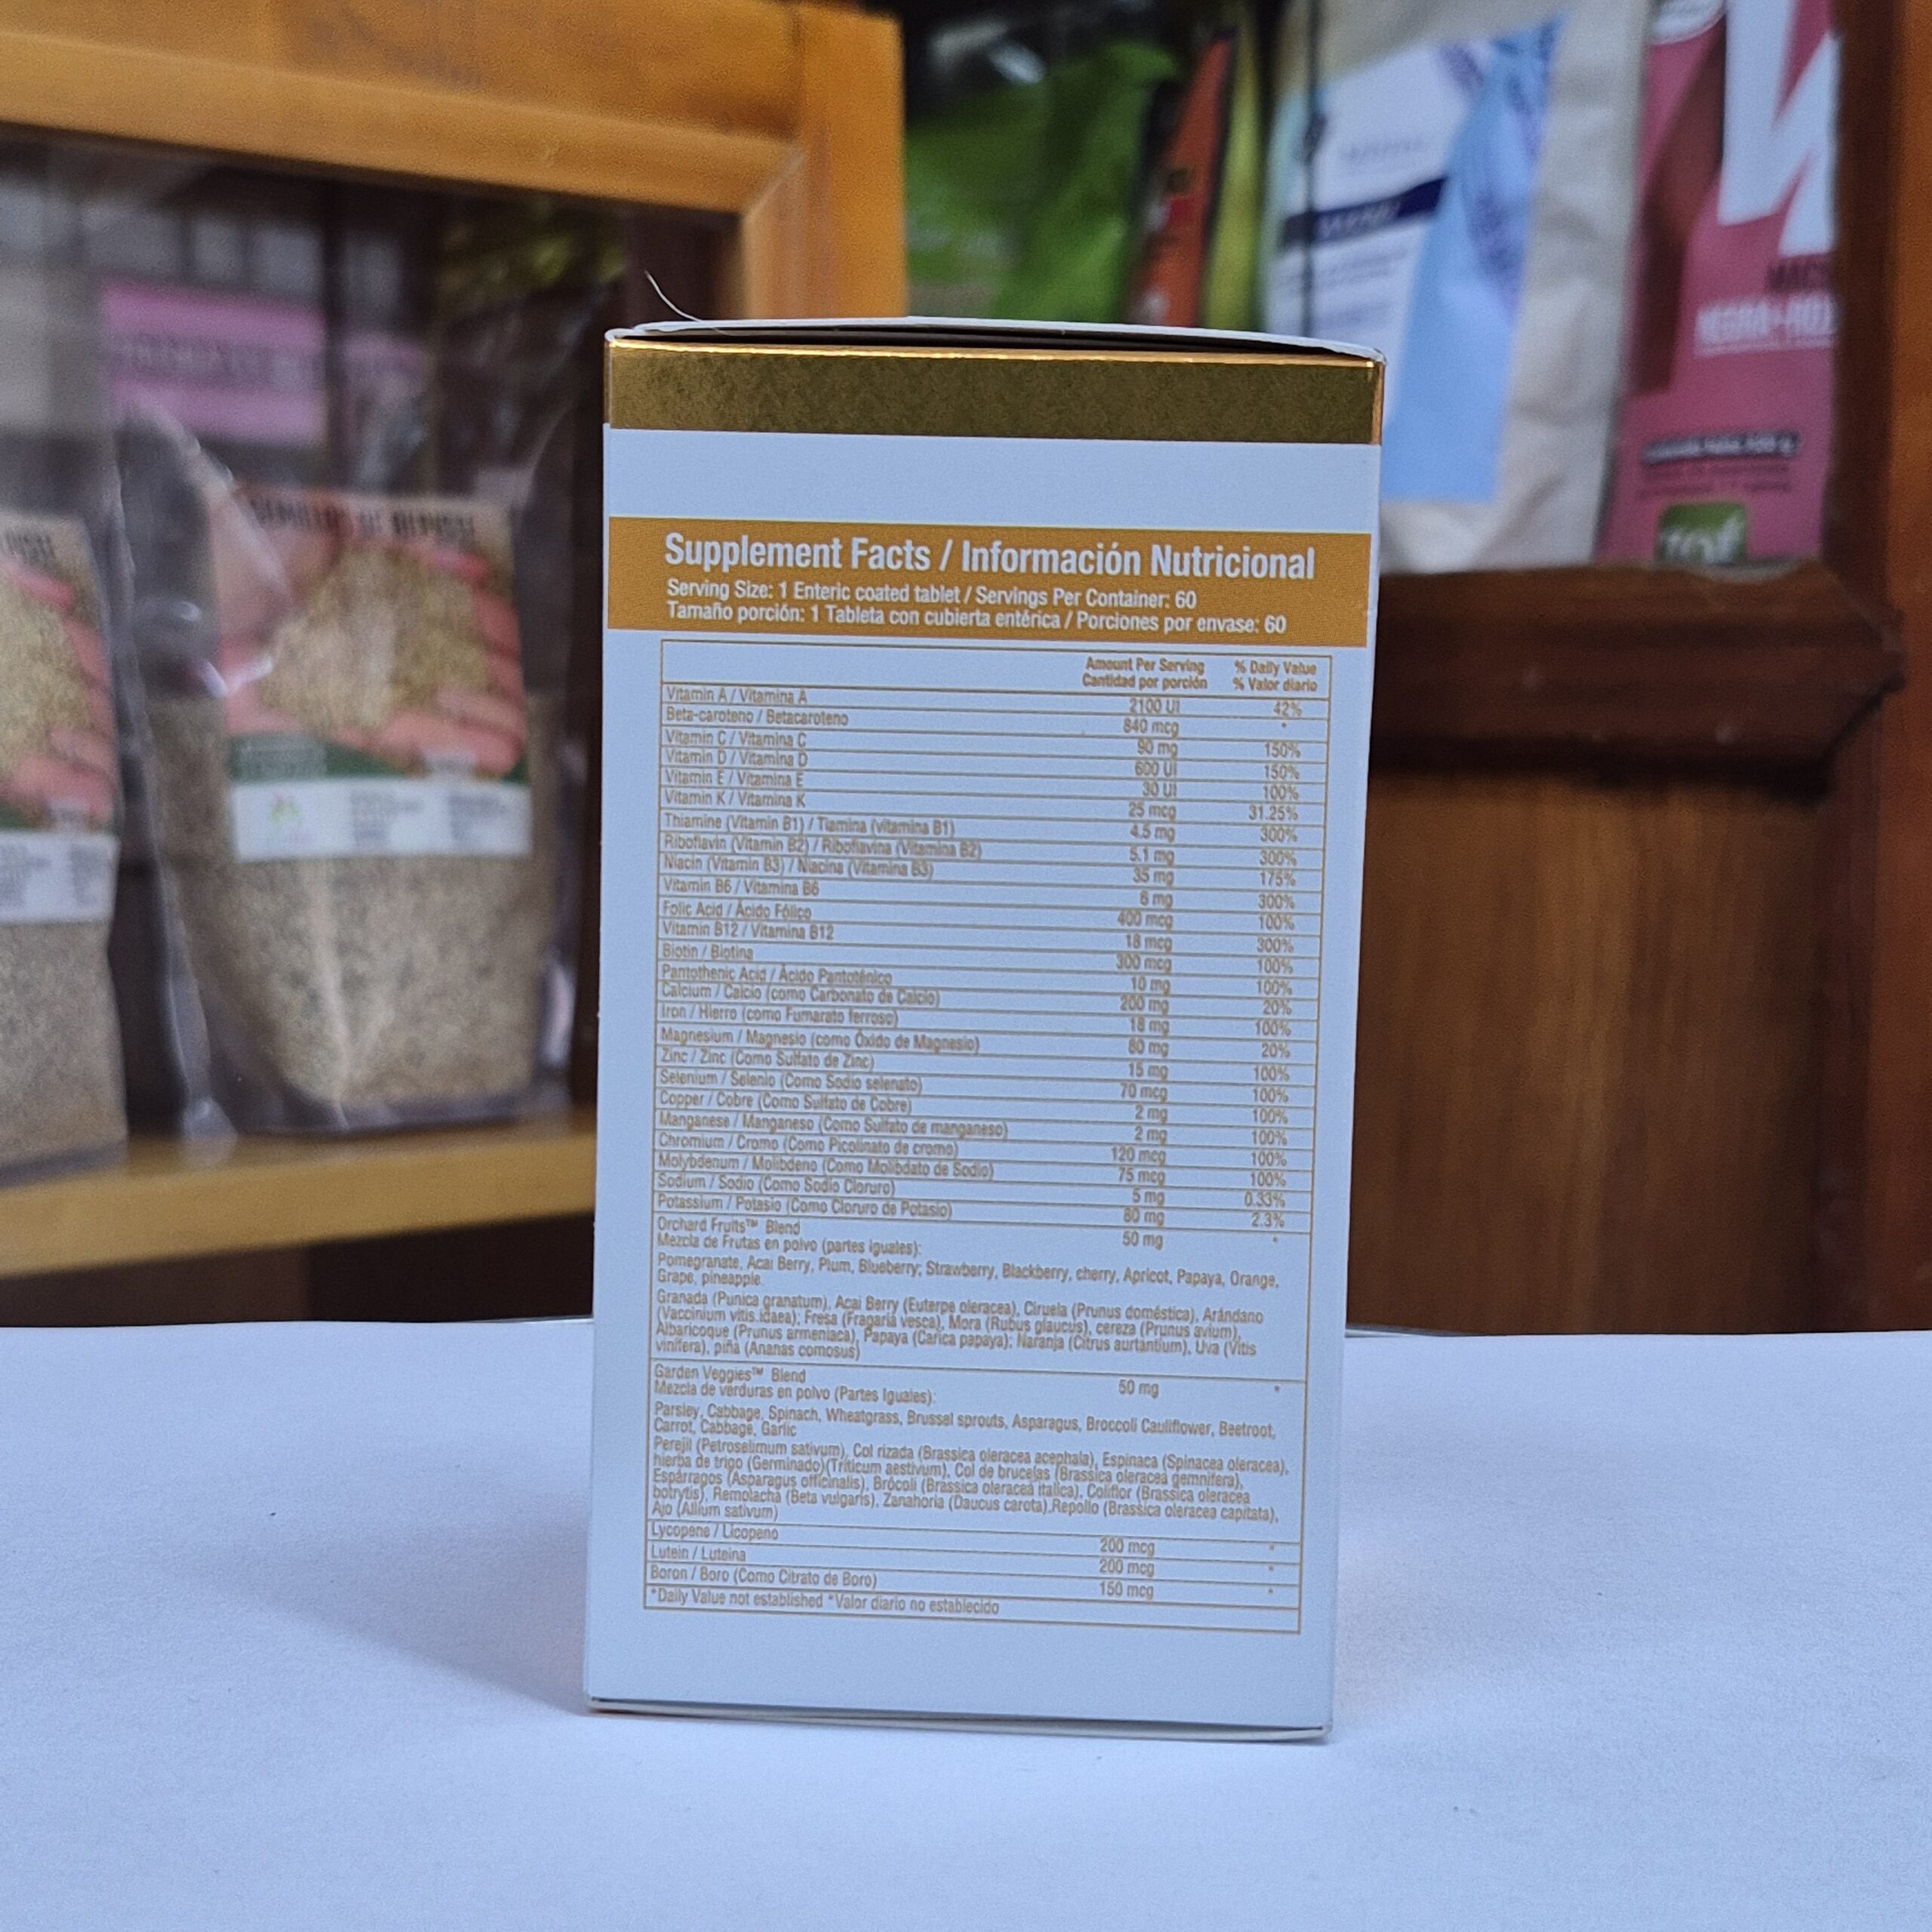 Supplement Facts / Información Nutricional
Serving Size: 1 Enteric coated tablet / Servings Per Container: 60
Tamaño porción: 1 Tableta con cubierta entérica / Porciones por envase: 60
Amount Per Serving % Daily Value
Cantidad por porción % Valor diario
Vitamin A / Vitamina A 2100 UI 42%
Beta-caroteno / Betacaroteno 840 mcg *
Vitamin C / Vitamina C 90 mg 150%
Vitamin D / Vitamina D 600 UI 150%
Vitamin E / Vitamina E 30 UI 100%
Vitamin K / Vitamina K 25 mcg 31.25%
Thiamine (Vitamin B1) / Tiamina (vitamina B1) 4.5 mg 300%
Riboflavin (Vitamin B2) / Riboflavina (Vitamina B2) 5.1 mg 300%
Niacin (Vitamin B3) / Niacina (Vitamina B3) 35 mg 175%
Vitamin B6 / Vitamina B6 6 mg 300%
Folic Acid / Ácido Fólico 400 mcg 100%
Vitamin B12 / Vitamina B12 18 mcg 300%
Biotin / Biotina 300 mcg 100%
Pantothenic Acid / Ácido Pantoténico 10 mg 100%
Calcium / Calcio (como Carbonato de Calcio) 200 mg 20%
Iron / Hierro (como Fumarato ferroso) 18 mg 100%
Magnesium / Magnesio (como Óxido de Magnesio) 80 mg 20%
Zinc / Zinc (Como Sulfato de Zinc) 15 mg 100%
Selenium / Selenio (Como Sodio selenato) 70 mcg 100%
Copper / Cobre (Como Sulfato de Cobre) 2 mg 100%
Manganese / Manganeso (Como Sulfato de manganeso) 2 mg 100%
Chromium / Cromo (Como Picolinato de cromo) 120 mcg 100%
Molybdenum / Molibdeno (Como Molibdato de Sodio) 75 mcg 100%
Sodium / Sodio (Como Sodio Cloruro) 5 mg 0.33%
Potassium / Potasio (Como Cloruro de Potasio) 80 mg 2.3%
Orchard Fruits™ Blend 50 mg *
Mezcla de Frutas en polvo (partes iguales):
Pomegranate, Acai Berry, Plum, Blueberry; Strawberry, Blackberry, cherry, Apricot, Papaya, Orange,
Grape, pineapple.
Granada (Punica granatum), Acai Berry (Euterpe oleracea), Ciruela (Prunus doméstica), Arándano
(Vaccinium vitis.idaea); Fresa (Fragaria vesca), Mora (Rubus glaucus), cereza (Prunus avium),
Albaricoque (Prunus armeniaca), Papaya (Carica papaya); Naranja (Citrus aurtantium), Uva (Vitis
vinifera), piña (Ananas comosus)
Garden Veggies™ Blend 50 mg *
Mezcla de verduras en polvo (Partes Iguales):
Parsley, Cabbage, Spinach, Wheatgrass, Brussel sprouts, Asparagus, Broccoli Cauliflower, Beetroot,
Carrot, Cabbage, Garlic
Perejil (Petroselimum sativum), Col rizada (Brassica oleracea acephala), Espinaca (Spinacea oleracea),
hierba de trigo (Germinado)(Triticum aestivum), Col de brucelas (Brassica oleracea gemnifera),
Espárragos (Asparagus officinalis), Brócoli (Brassica oleracea italica), Coliflor (Brassica oleracea
botrytis), Remolacha (Beta vulgaris), Zanahoria (Daucus carota),Repollo (Brassica oleracea capitata),
Ajo (Allium sativum)
Lycopene / Licopeno 200 mcg *
Lutein / Luteina 200 mcg *
Boron / Boro (Como Citrato de Boro) 150 mcg *
*Daily Value not established *Valor diario no establecido